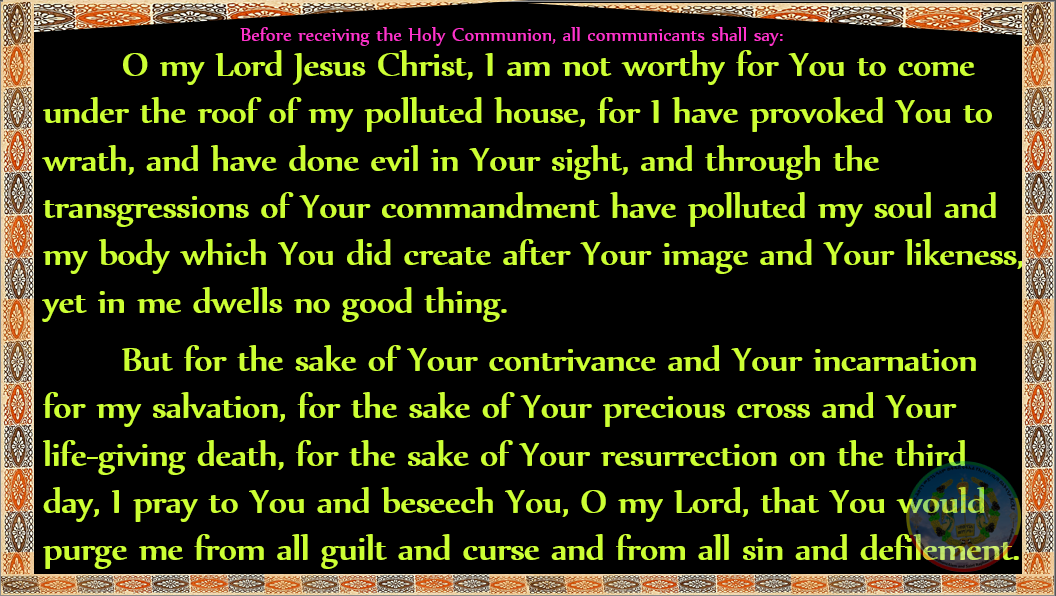 Before receiving the Holy Communion, all communicants shall say:
O my Lord Jesus Christ, I am not worthy for You to come
under the roof of my polluted house, for I have provoked You to
wrath, and have done evil in Your sight, and through the
transgressions of Your commandment have polluted my soul and
my body which You did create after Your image and Your likeness,
yet in me dwells no good thing.
But for the sake of Your contrivance and Your incarnation
for my salvation, for the sake of Your precious cross and Your
life-giving death, for the sake of Your resurrection on the third
day, I pray to You and beseech You, O my Lord, that You would
purge me from all guilt and curse and from all sin and defilement.